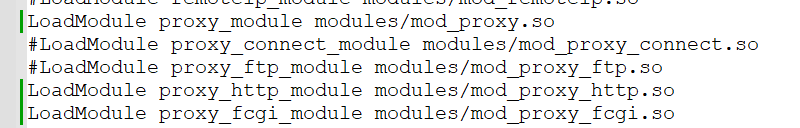 #LoadModule remoteip_module modules/mod_remoteip.so
LoadModule proxy_module modules/mod_proxy.so
#LoadModule proxy_connect_module modules/mod_proxy_connect.so
#LoadModule proxy_ftp_module modules/mod_proxy_ftp.so
LoadModule proxy_http_module modules/mod_proxy_http.so
LoadModule proxy_fcgi_module modules/mod_proxy_fcgi.so